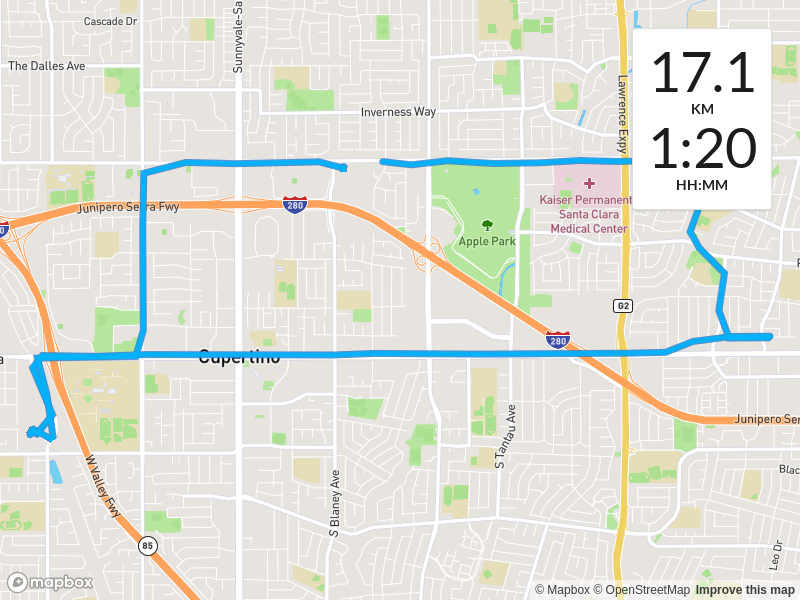 Cascade Dr
Sunnyvale-Sa
The Dalles Ave
Inverness Way
Lawrence Expy
17.1
KM
1:20
HH:MM
Kaiser Permanent
Santa Clara
Medical Center
Junipero Serra Fwy
280
Apple Park
G2
280
Cupertino
Junipero Ser
S Tantau Ave
W Valley Fwy
S Blaney Ave
Blac
85
Leo Dr
mapbox
© Mapbox © OpenStreetMap Improve this map